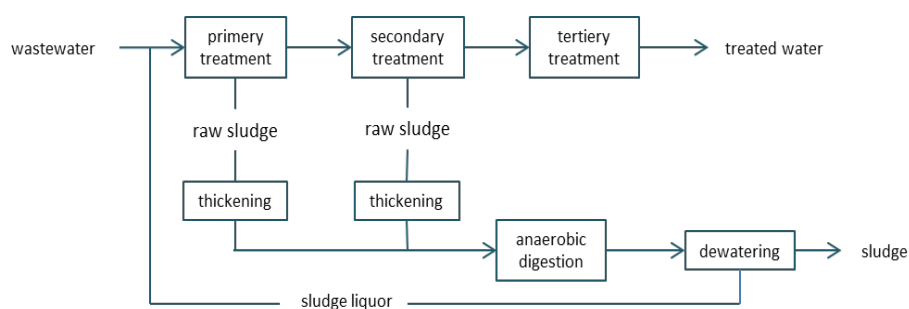 wastewater
primery
treatment
secondary
treatment
tertiery
treatment
treated water
raw sludge
raw sludge
thickening
thickening
anaerobic
digestion
dewatering
sludge
sludge liquor